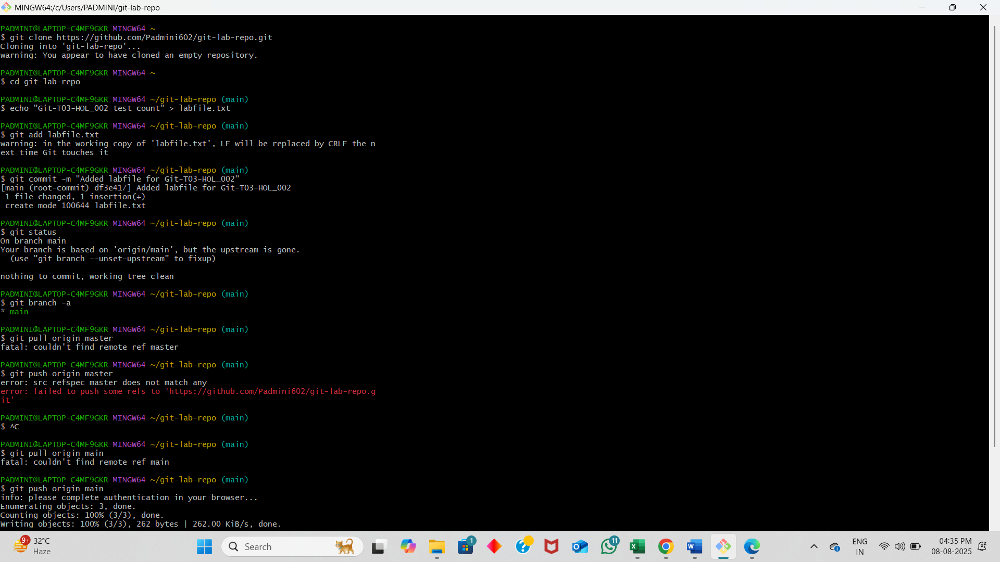 MINGW64:/c/Users/PADMINI/git-lab-repo
PADMINI@LAPTOP-C4MF9GKR MINGW64 ~
$ git clone https://github.com/Padmini602/git-lab-repo.git
Cloning into 'git-lab-repo'...
warning: You appear to have cloned an empty repository.
PADMINI@LAPTOP-C4MF9GKR MINGW64 ~
$ cd git-lab-repo
PADMINI@LAPTOP-C4MF9GKR MINGW64 ~/git-lab-repo (main)
$ echo "Git-T03-HOL_002 test count" > labfile.txt
PADMINI@LAPTOP-C4MF9GKR MINGW64 ~/git-lab-repo (main)
$ git add labfile.txt
warning: in the working copy of 'labfile.txt', LF will be replaced by CRLF the n
ext time Git touches it
PADMINI@LAPTOP-C4MF9GKR MINGW64 ~/git-lab-repo (main)
$ git commit -m "Added labfile for Git-T03-HOL_002"
[main (root-commit) df3e417] Added labfile for Git-T03-HOL_002
1 file changed, 1 insertion(+)
create mode 100644 labfile.txt
PADMINI@LAPTOP-C4MF9GKR MINGW64 ~/git-lab-repo (main)
$ git status
On branch main
Your branch is based on 'origin/main', but the upstream is gone.
(use "git branch --unset-upstream" to fixup)
nothing to commit, working tree clean
PADMINI@LAPTOP-C4MF9GKR MINGW64 ~/git-lab-repo (main)
$ git branch -a
* main
PADMINI@LAPTOP-C4MF9GKR MINGW64 ~/git-lab-repo (main)
$ git pull origin master
fatal: couldn't find remote ref master
PADMINI@LAPTOP-C4MF9GKR MINGW64 ~/git-lab-repo (main)
$ git push origin master
error: src refspec master does not match any
error: failed to push some refs to 'https://github.com/Padmini602/git-lab-repo.g
it'
PADMINI@LAPTOP-C4MF9GKR MINGW64 ~/git-lab-repo (main)
$ ^C
PADMINI@LAPTOP-C4MF9GKR MINGW64 ~/git-lab-repo (main)
$ git pull origin main
fatal: couldn't find remote ref main
PADMINI@LAPTOP-C4MF9GKR MINGW64 ~/git-lab-repo (main)
$ git push origin main
info: please complete authentication in your browser...
Enumerating objects: 3, done.
Counting objects: 100% (3/3), done.
Writing objects: 100% (3/3), 262 bytes | 262.00 KiB/s, done.
9+
32°C
Haze
Search
1
11
ENG
IN
04:35 PM
08-08-2025